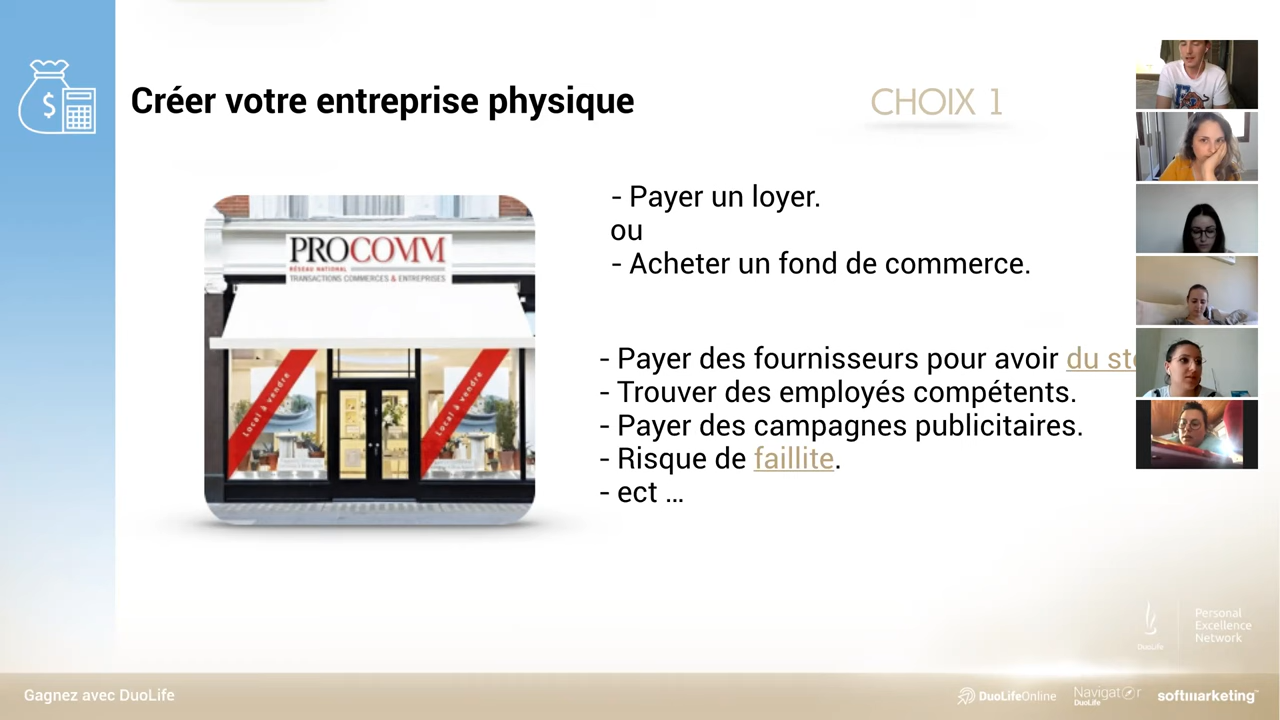 Créer votre entreprise physique
CHOIX 1
- Payer un loyer.
ou
- Acheter un fond de commerce.
PROCOMM
RÉSEAU NATIONAL
TRANSACTIONS COMMERCES & ENTREPRISES
Local à vendre
Local à vendre
- Payer des fournisseurs pour avoir du
- Trouver des employés compétents.
- Payer des campagnes publicitaires.
- Risque de faillite.
- ect ...
DuoLife
Personal
Excellence
Network
Gagnez avec DuoLife
DuoLifeOnline
Navigator
DuoLife
softmarketing